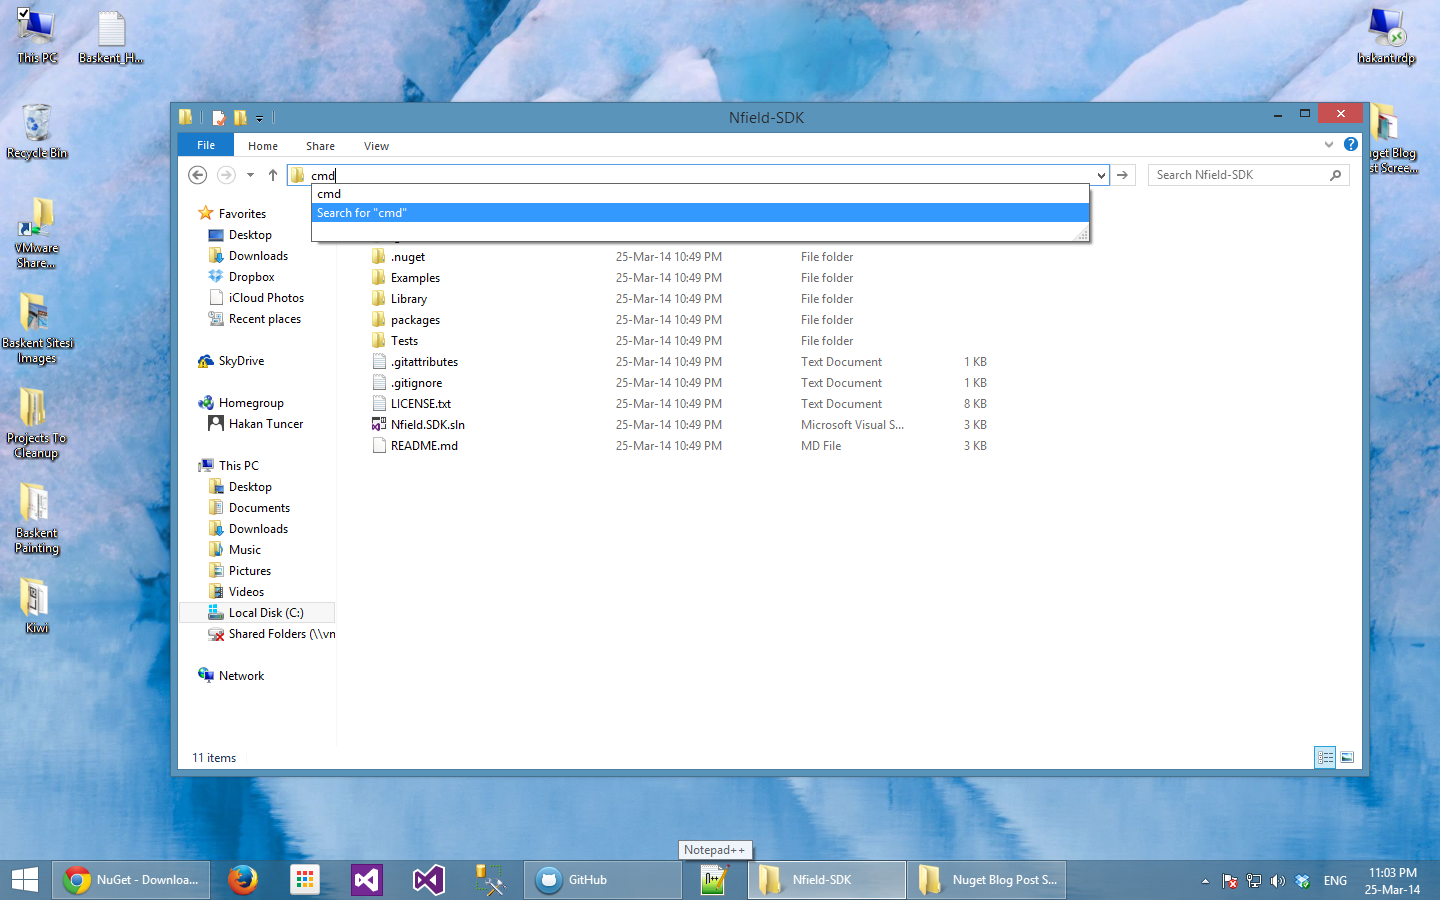 This PC
Baskent_H...
hakant.rdp
Recycle Bin
VMware
Share...
Baskent Sitesi
Images
Projects To
Cleanup
Baskent
Painting
Kiwi
uget Blog
st Scree...
Nfield-SDK
File
Home
Share
View
cmd
Search Nfield-SDK
cmd
Search for "cmd"
Favorites
Desktop
Downloads
Dropbox
iCloud Photos
Recent places
SkyDrive
Homegroup
Hakan Tuncer
This PC
Desktop
Documents
Downloads
Music
Pictures
Videos
Local Disk (C:)
Shared Folders (\\vn
Network
.nuget 25-Mar-14 10:49 PM File folder
Examples 25-Mar-14 10:49 PM File folder
Library 25-Mar-14 10:49 PM File folder
packages 25-Mar-14 10:49 PM File folder
Tests 25-Mar-14 10:49 PM File folder
.gitattributes 25-Mar-14 10:49 PM Text Document 1 KB
.gitignore 25-Mar-14 10:49 PM Text Document 1 KB
LICENSE.txt 25-Mar-14 10:49 PM Text Document 8 KB
Nfield.SDK.sln 25-Mar-14 10:49 PM Microsoft Visual S... 3 KB
README.md 25-Mar-14 10:49 PM MD File 3 KB
11 items
Notepad++
NuGet - Downloa...
GitHub
Nfield-SDK
Nuget Blog Post S...
ENG
11:03 PM
25-Mar-14